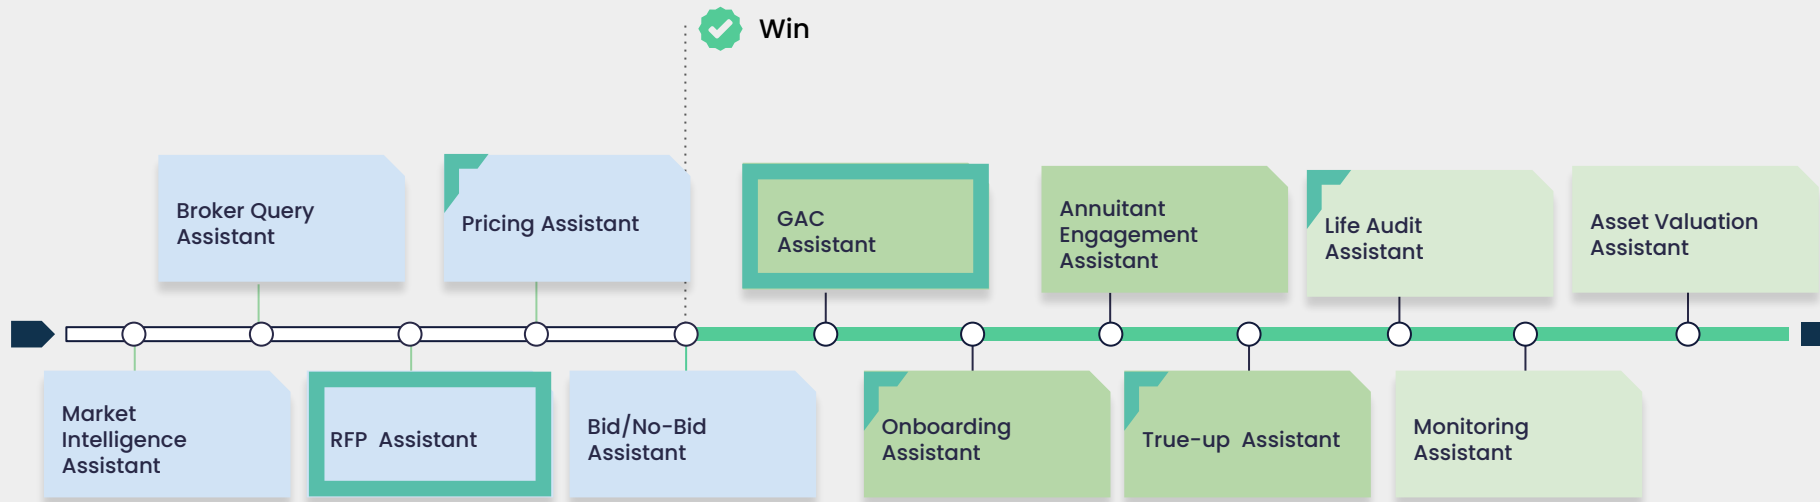 Win
Broker Query
Assistant
Pricing Assistant
GAC
Assistant
Annuitant
Engagement
Assistant
Life Audit
Assistant
Asset Valuation
Assistant
Market
Intelligence
Assistant
RFP  Assistant
Bid/No-Bid
Assistant
Onboarding
Assistant
True-up  Assistant
Monitoring
Assistant